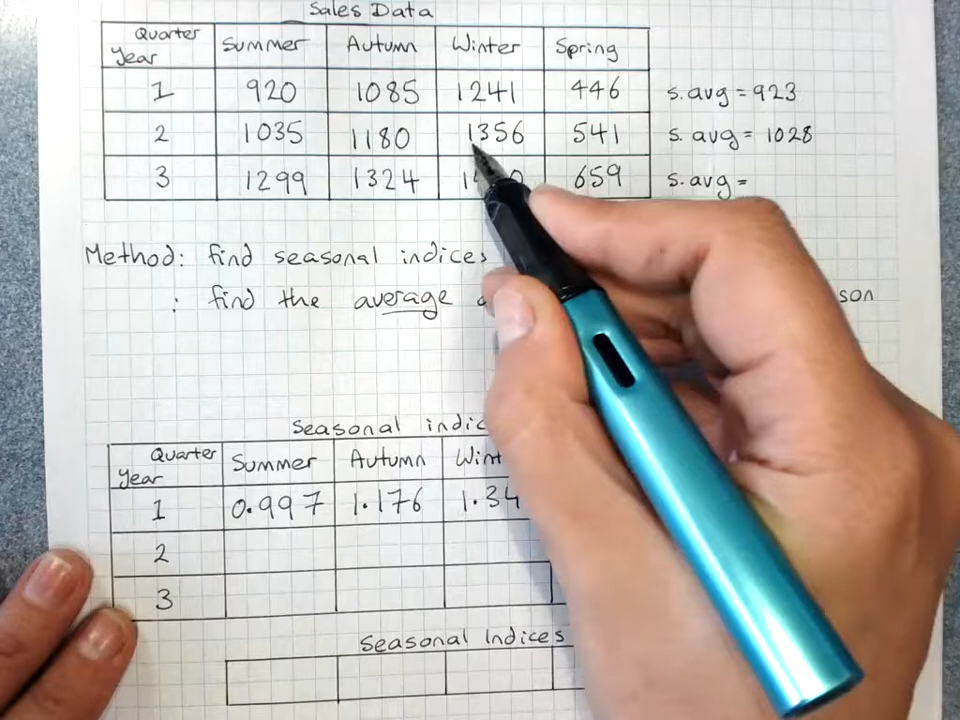 Sales Data
Quarter Summer Autumn Winter Spring
Year
1 920 1085 1241 446 s.avg = 923
2 1035 1180 1356 541 s. avg = 1028
3 1299 1324 659 s.avg =
Method: find seasonal indices
: find the average son
Seasonal indic
Quarter Summer Autumn Wint
Year
1 0.997 1.176 1.34
2
3
Seasonal Indices